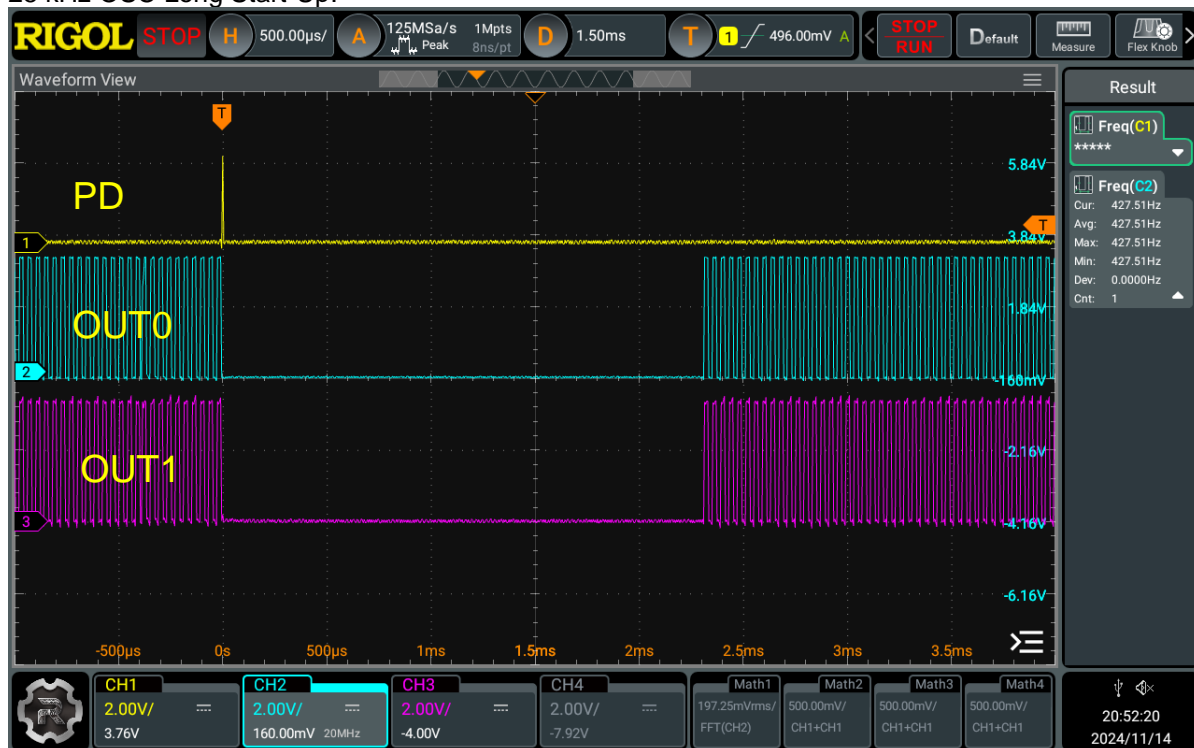 25 kHz OSC Long Start-Up:
RIGOL STOP H 500.00μs/ A 125MSa/s 1Mpts Peak 8ns/pt D 1.50ms T 1 496.00mV A < STOP RUN Default Measure Flex Knob >
Waveform View
Result
T
Freq(C1)
*****
5.84V
PD
Freq(C2)
Cur: 427.51Hz
Avg: 427.51Hz
Max: 427.51Hz
Min: 427.51Hz
Dev: 0.0000Hz
Cnt: 1
T
1
3.84V
OUT0
1.84V
2
-160mV
OUT1
-2.16V
3
-4.16V
-6.16V
-500μs 0s 500μs 1ms 1.5ms 2ms 2.5ms 3ms 3.5ms
CH1 CH2 CH3 CH4 Math1 Math2 Math3 Math4
2.00V/ 2.00V/ 2.00V/ 2.00V/ 197.25mVrms/ 500.00mV/ 500.00mV/ 500.00mV/
3.76V 160.00mV 20MHz -4.00V -7.92V FFT(CH2) CH1+CH1 CH1+CH1 CH1+CH1
R
20:52:20
2024/11/14